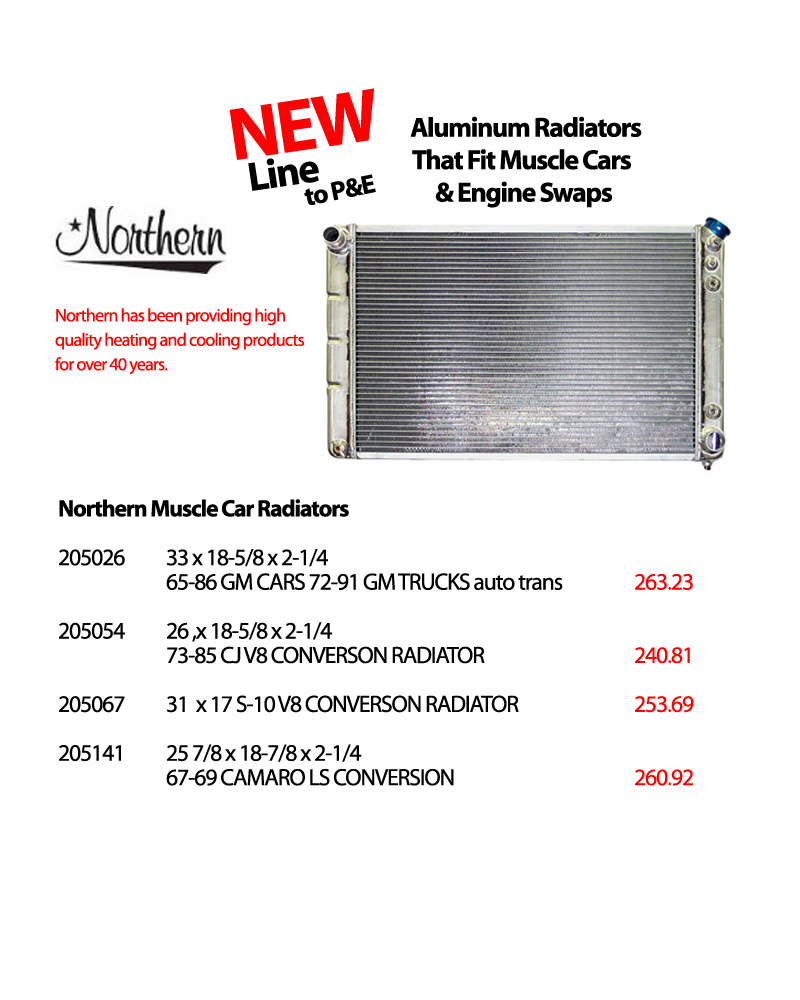 NEW
Line
to P&E
Aluminum Radiators
That Fit Muscle Cars
& Engine Swaps
Northern
Northern has been providing high
quality heating and cooling products
for over 40 years.
Northern Muscle Car Radiators
205026 33 x 18-5/8 x 2-1/4
65-86 GM CARS 72-91 GM TRUCKS auto trans 263.23
205054 26 ,x 18-5/8 x 2-1/4
73-85 CJ V8 CONVERSON RADIATOR 240.81
205067 31 x 17 S-10 V8 CONVERSON RADIATOR 253.69
205141 25 7/8 x 18-7/8 x 2-1/4
67-69 CAMARO LS CONVERSION 260.92